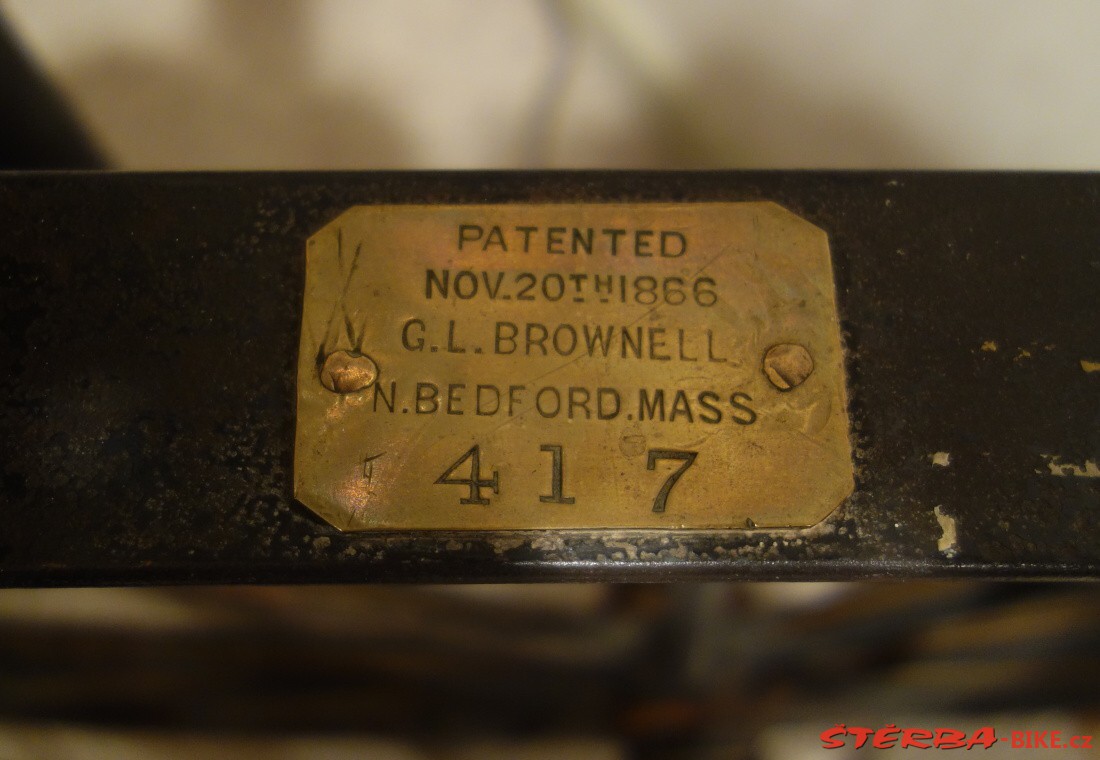 PATENTED
NOV.20TH1866
G.L.BROWNELL
N.BEDFORD.MASS
417
ŠTĚRBA-BIKE.cz